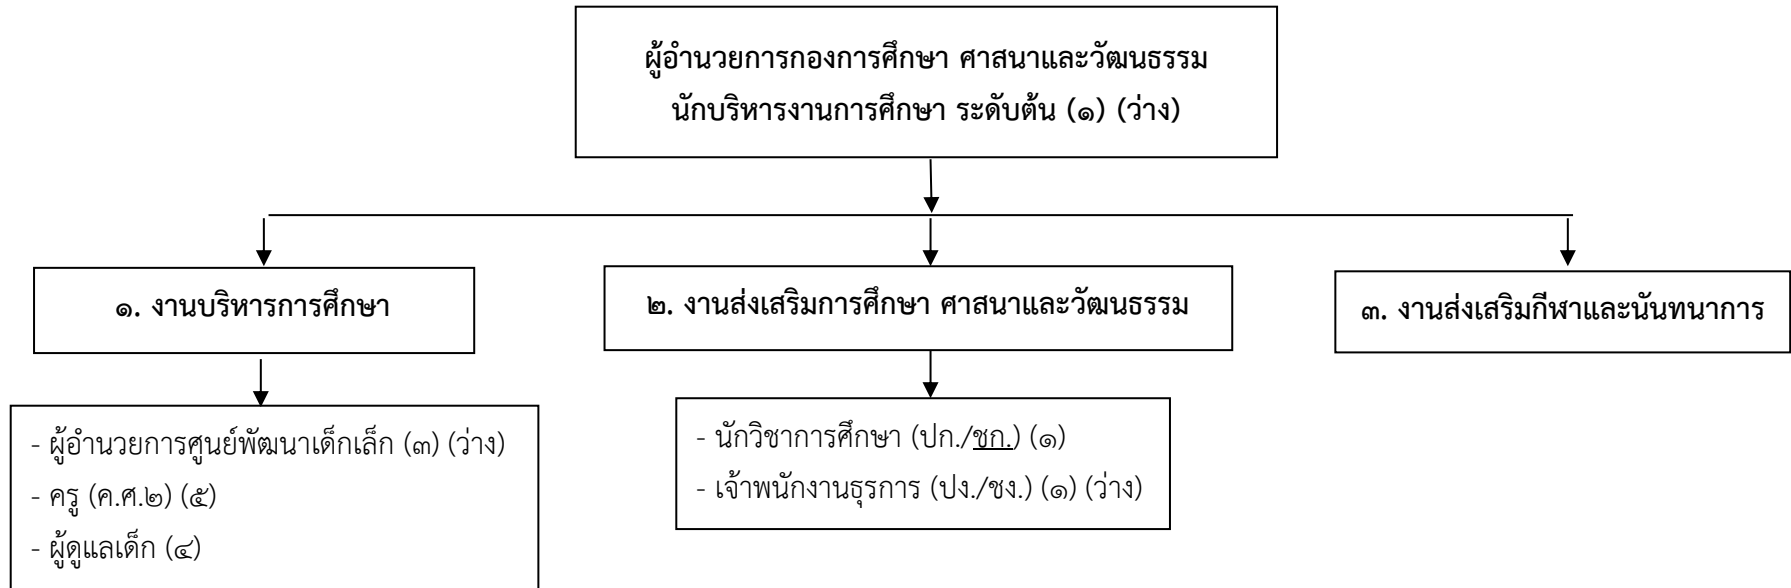 ผู้อำนวยการกองการศึกษา ศาสนาและวัฒนธรรม
นักบริหารงานการศึกษา ระดับต้น (๑) (ว่าง)
๑. งานบริหารการศึกษา
๒. งานส่งเสริมการศึกษา ศาสนาและวัฒนธรรม
๓. งานส่งเสริมกีฬาและนันทนาการ
- ผู้อำนวยการศูนย์พัฒนาเด็กเล็ก (๓) (ว่าง)
- ครู (ค.ศ.๒) (๕)
- ผู้ดูแลเด็ก (๔)
- นักวิชาการศึกษา (ปก./ชก.) (๑)
- เจ้าพนักงานธุรการ (ปง./ชง.) (๑) (ว่าง)